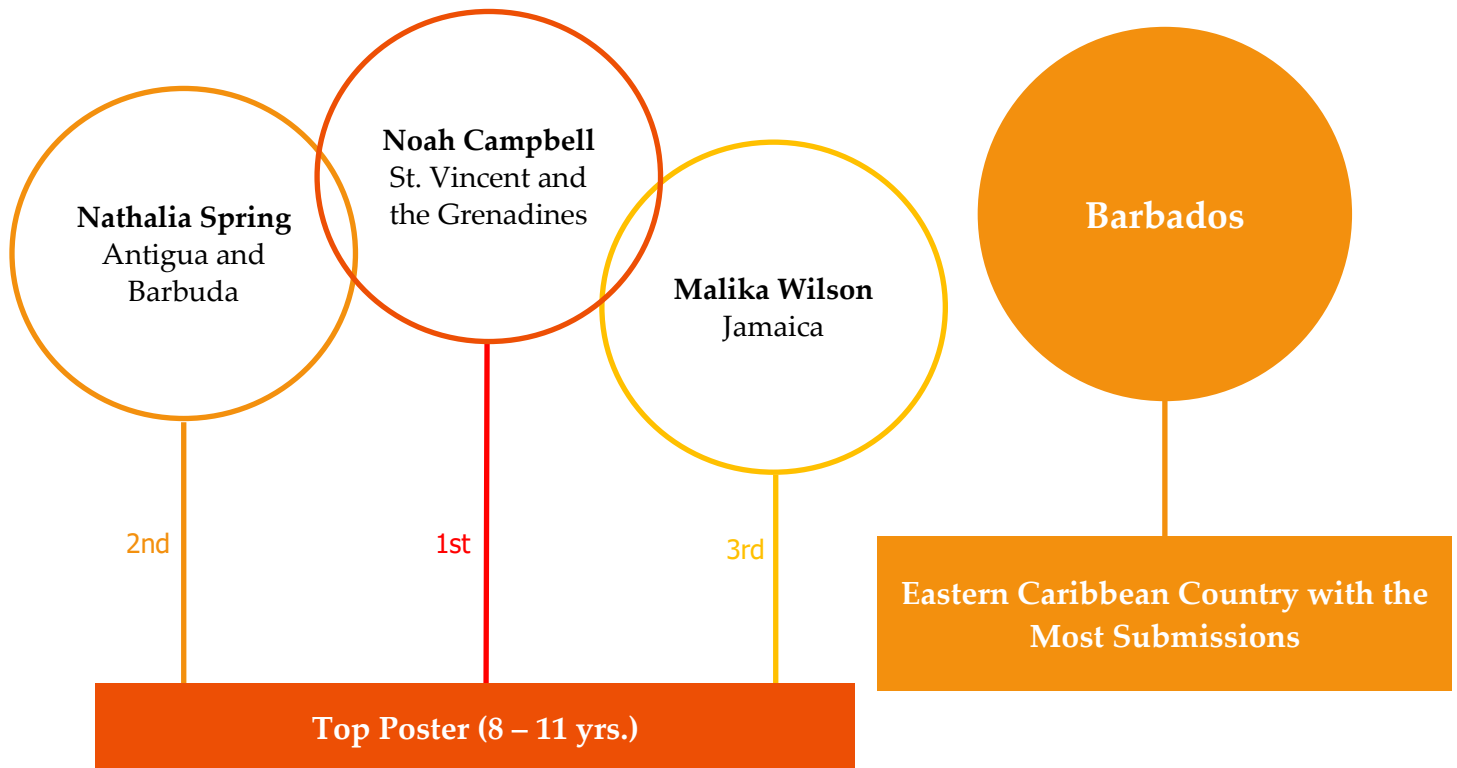 Noah Campbell
St. Vincent and
the Grenadines
Nathalia Spring
Antigua and
Barbuda
Malika Wilson
Jamaica
2nd
1st
3rd
Top Poster (8 – 11 yrs.)
Barbados
Eastern Caribbean Country with the
Most Submissions